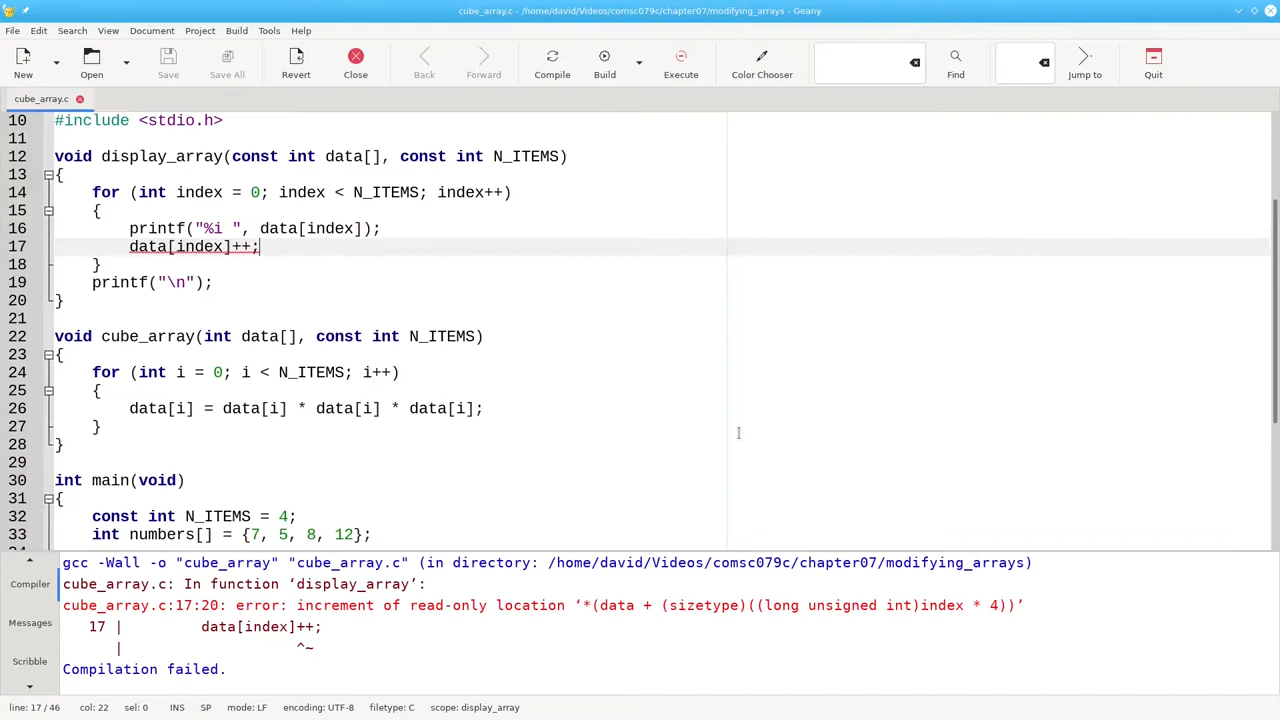 cube_array.c - /home/david/Videos/comsc079c/chapter07/modifying_arrays - Geany
File Edit Search View Document Project Build Tools Help
New Open Save Save All Revert Close Back Forward Compile Build Execute Color Chooser Find Jump to Quit
cube_array.c
10 #include <stdio.h>
11
12 void display_array(const int data[], const int N_ITEMS)
13 {
14 for (int index = 0; index < N_ITEMS; index++)
15 {
16 printf("%i ", data[index]);
17 data[index]++;
18 }
19 printf("\n");
20 }
21
22 void cube_array(int data[], const int N_ITEMS)
23 {
24 for (int i = 0; i < N_ITEMS; i++)
25 {
26 data[i] = data[i] * data[i] * data[i];
27 }
28 }
29
30 int main(void)
31 {
32 const int N_ITEMS = 4;
33 int numbers[] = {7, 5, 8, 12};
Compiler
Messages
Scribble
gcc -Wall -o "cube_array" "cube_array.c" (in directory: /home/david/Videos/comsc079c/chapter07/modifying_arrays)
cube_array.c: In function ‘display_array’:
cube_array.c:17:20: error: increment of read-only location ‘*(data + (sizetype)((long unsigned int)index * 4))’
17 | data[index]++;
| ^~
Compilation failed.
line: 17 / 46 col: 22 sel: 0 INS SP mode: LF encoding: UTF-8 filetype: C scope: display_array